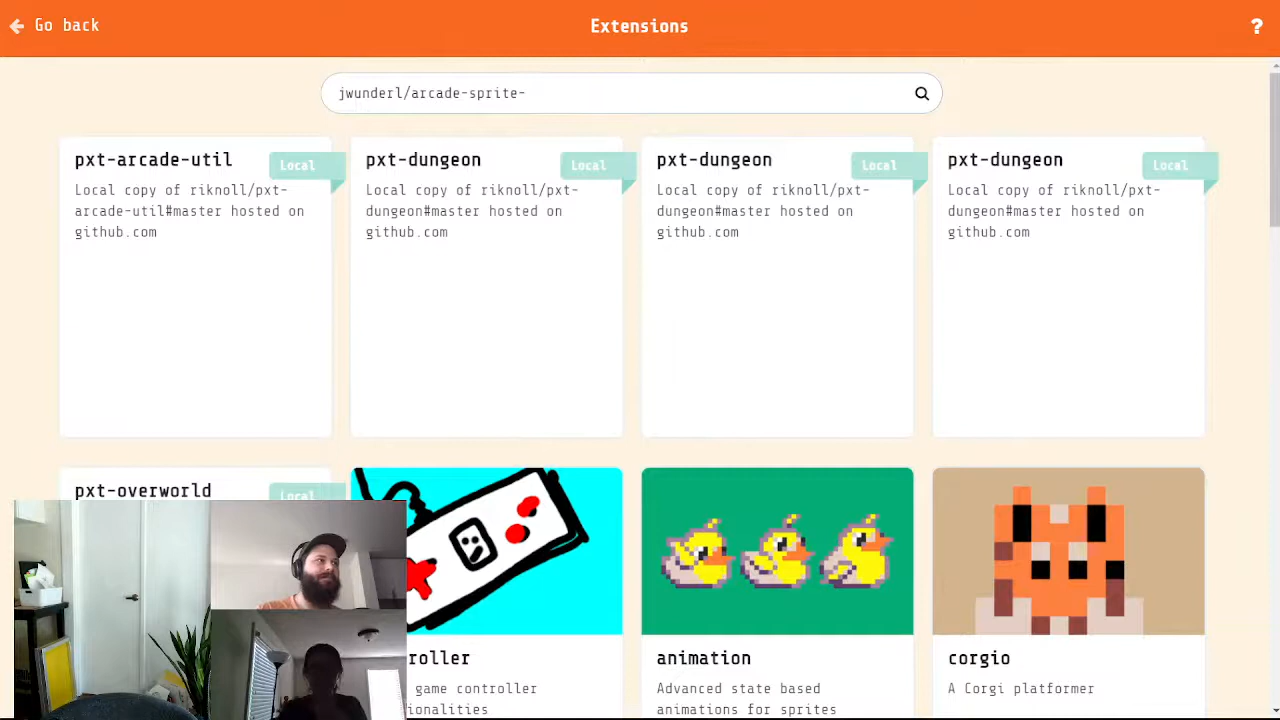 Go back
Extensions
?
jwunderl/arcade-sprite-
pxt-arcade-util
Local
Local copy of riknoll/pxt-
arcade-util#master hosted on
github.com
pxt-dungeon
Local
Local copy of riknoll/pxt-
dungeon#master hosted on
github.com
pxt-dungeon
Local
Local copy of riknoll/pxt-
dungeon#master hosted on
github.com
pxt-dungeon
Local
Local copy of riknoll/pxt-
dungeon#master hosted on
github.com
pxt-overworld
Local
roller
game controller
ionalities
animation
Advanced state based
animations for sprites
corgio
A Corgi platformer